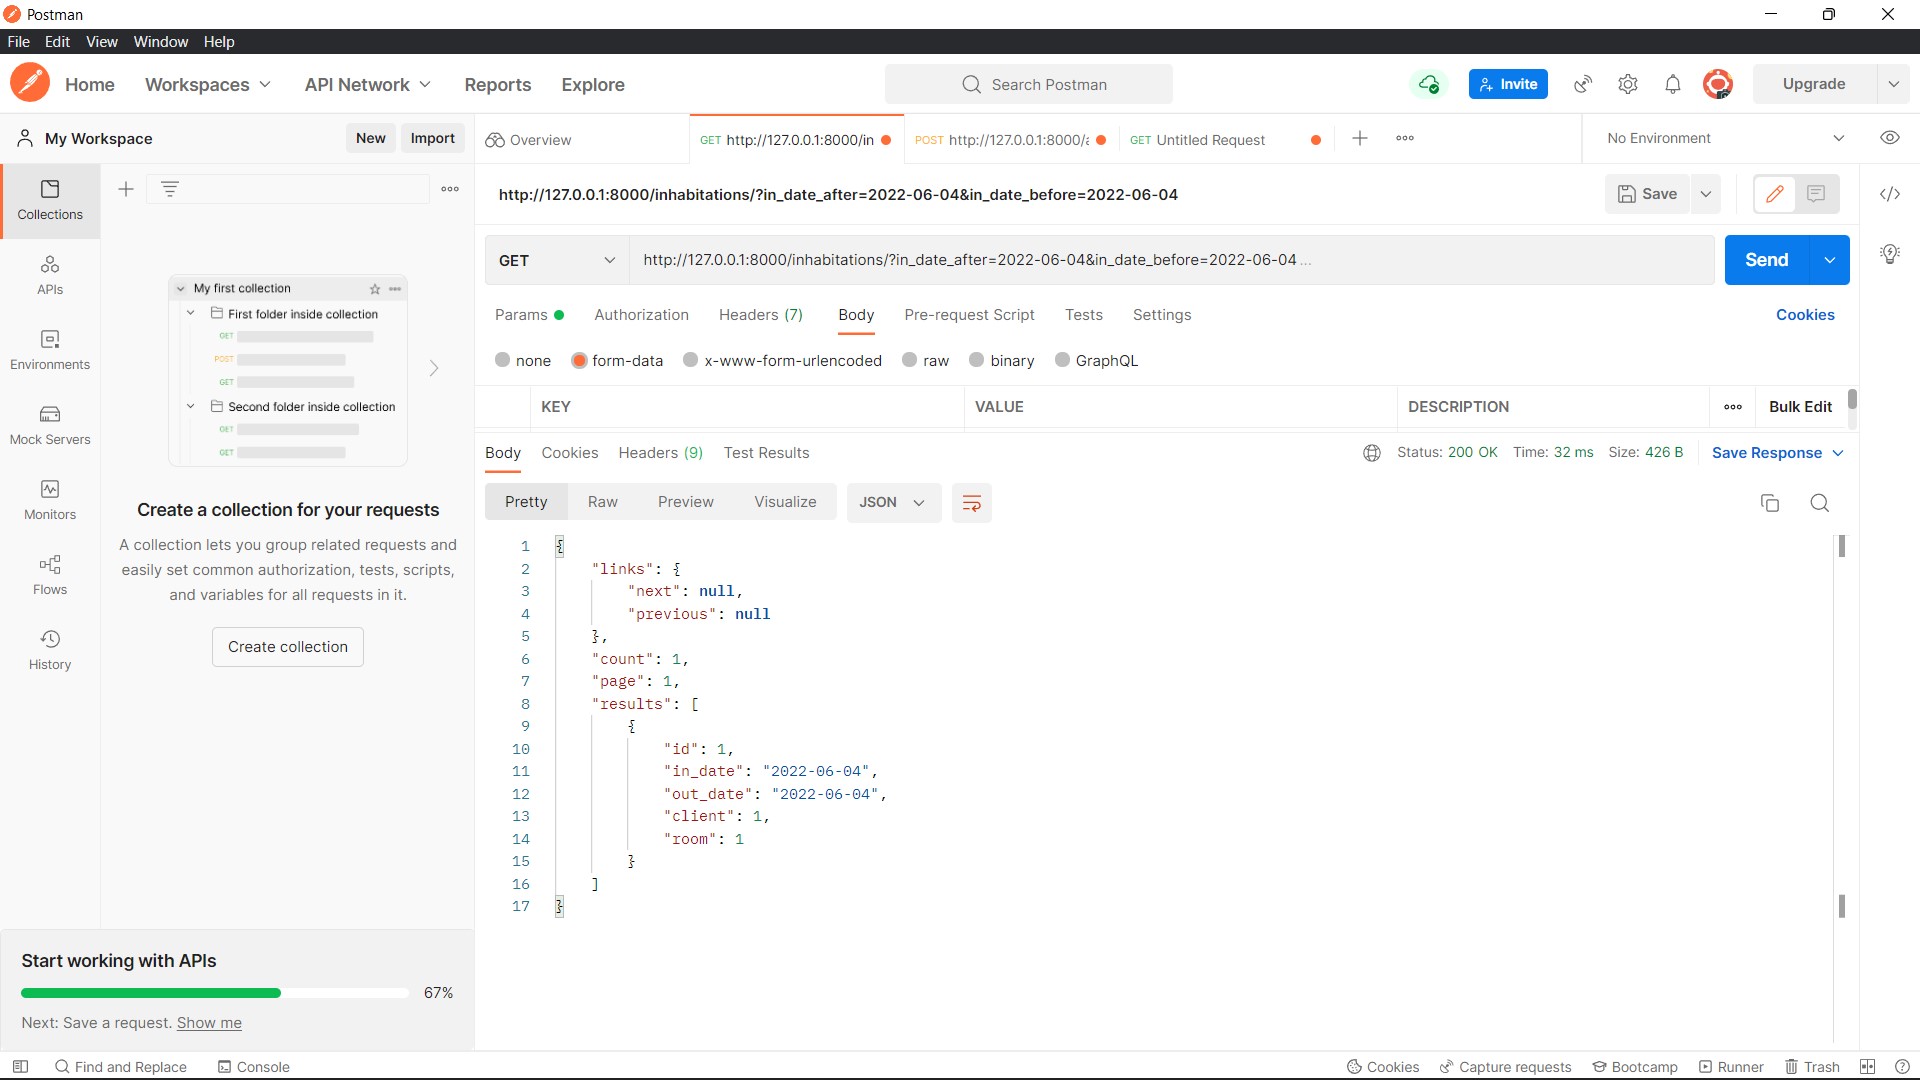 Postman
File Edit View Window Help
Home Workspaces API Network Reports Explore Search Postman Invite Upgrade
My Workspace New Import Overview GET http://127.0.0.1:8000/in POST http://127.0.0.1:8000/ GET Untitled Request No Environment
Collections
APIs
Environments
Mock Servers
Monitors
Flows
History
My first collection
First folder inside collection
GET
POST
GET
Second folder inside collection
GET
GET
Create a collection for your requests
A collection lets you group related requests and
easily set common authorization, tests, scripts,
and variables for all requests in it.
Create collection
Start working with APIs
67%
Next: Save a request. Show me
http://127.0.0.1:8000/inhabitations/?in_date_after=2022-06-04&in_date_before=2022-06-04 Save
GET http://127.0.0.1:8000/inhabitations/?in_date_after=2022-06-04&in_date_before=2022-06-04 ... Send
Params Authorization Headers (7) Body Pre-request Script Tests Settings Cookies
none form-data x-www-form-urlencoded raw binary GraphQL
KEY VALUE DESCRIPTION Bulk Edit
Body Cookies Headers (9) Test Results Status: 200 OK Time: 32 ms Size: 426 B Save Response
Pretty Raw Preview Visualize JSON
1 {
2 "links": {
3 "next": null,
4 "previous": null
5 },
6 "count": 1,
7 "page": 1,
8 "results": [
9 {
10 "id": 1,
11 "in_date": "2022-06-04",
12 "out_date": "2022-06-04",
13 "client": 1,
14 "room": 1
15 }
16 ]
17 }
Find and Replace Console Cookies Capture requests Bootcamp Runner Trash